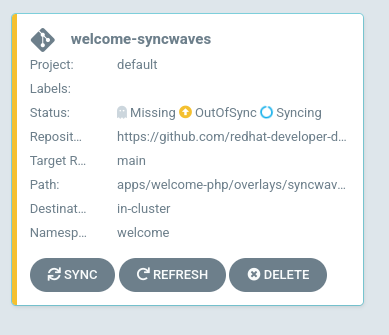 welcome-syncwaves
Project: default
Labels:
Status: Missing OutOfSync Syncing
Reposit... https://github.com/redhat-developer-d...
Target R... main
Path: apps/welcome-php/overlays/syncwav...
Destinat... in-cluster
Namesp... welcome
SYNC REFRESH DELETE